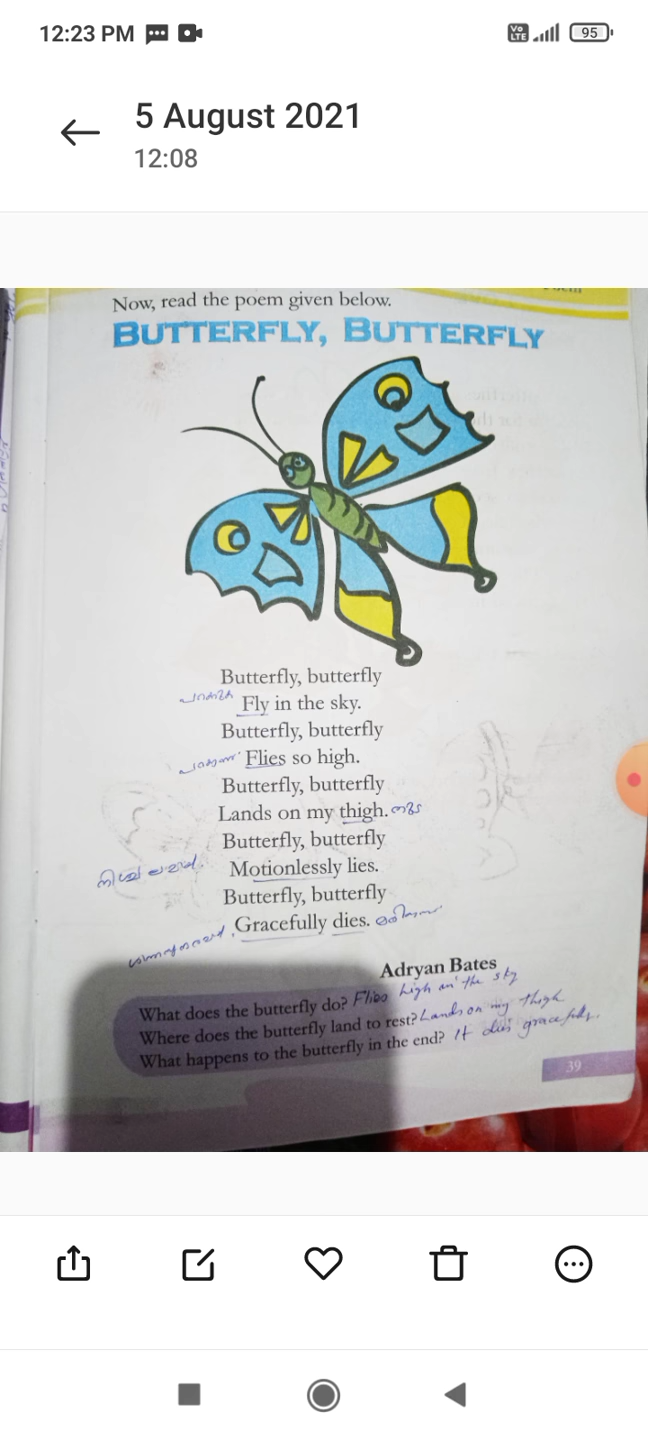 12:23 PM
Vo LTE
95
5 August 2021
12:08
Now, read the poem given below.
BUTTERFLY, BUTTERFLY
Butterfly, butterfly
Fly in the sky.
Butterfly, butterfly
Flies so high.
Butterfly, butterfly
Lands on my thigh. തുട
Butterfly, butterfly
Motionlessly lies.
Butterfly, butterfly
Gracefully dies.
Adryan Bates
What does the butterfly do? Flies high in the sky
Where does the butterfly land to rest? Lands on my thigh
What happens to the butterfly in the end? It dies gracefully.
39